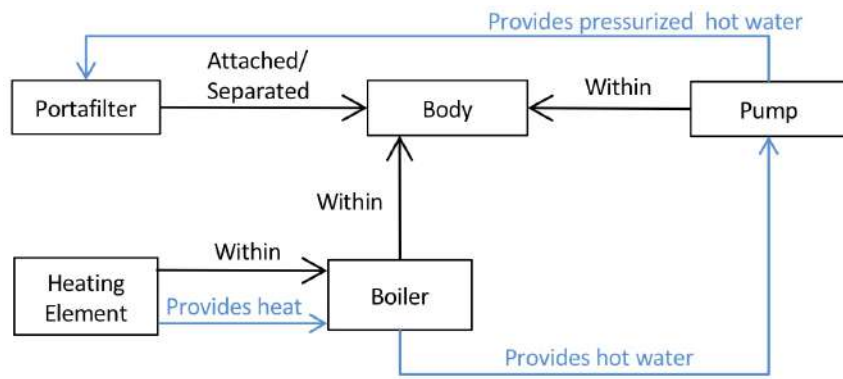 Provides pressurized hot water
Attached/
Separated
Portafilter
Body
Within
Pump
Within
Within
Heating
Element
Boiler
Provides heat
Provides hot water